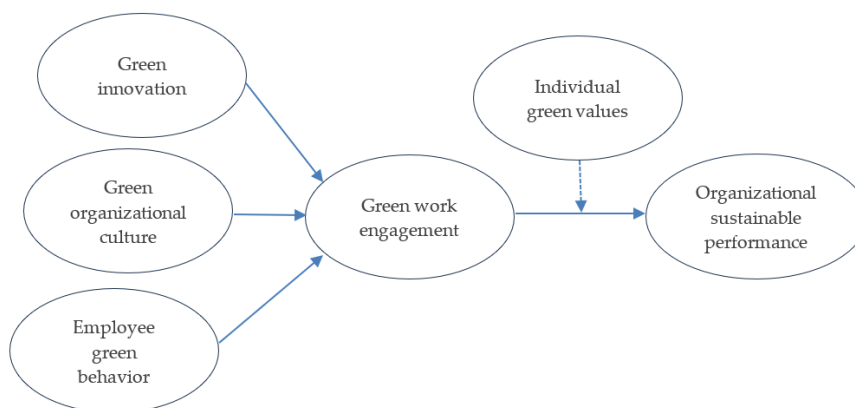 Green
innovation
Individual
green values
Green
organizational
culture
Green work
engagement
Organizational
sustainable
performance
Employee
green
behavior